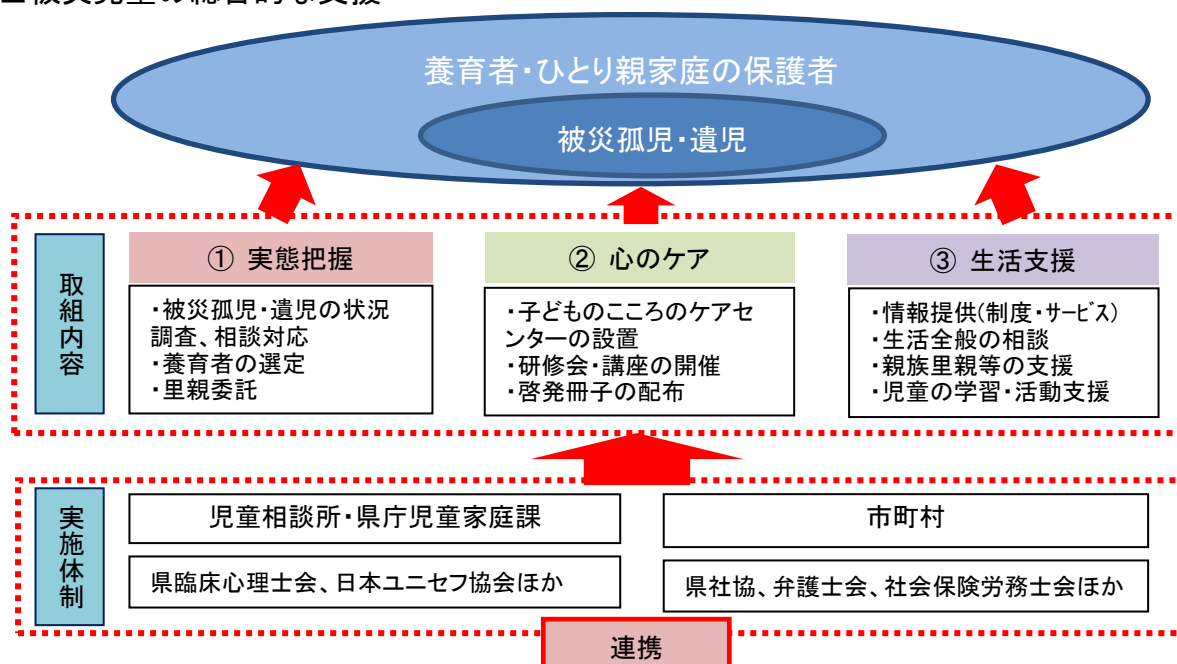 養育者・ひとり親家庭の保護者
被災孤児・遺児
取組内容
① 実態把握
・被災孤児・遺児の状況
調査、相談対応
・養育者の選定
・里親委託
② 心のケア
・子どものこころのケアセ
ンターの設置
・研修会・講座の開催
・啓発冊子の配布
③ 生活支援
・情報提供(制度・ｻｰﾋﾞｽ)
・生活全般の相談
・親族里親等の支援
・児童の学習・活動支援
実施体制
児童相談所・県庁児童家庭課
市町村
県臨床心理士会、日本ユニセフ協会ほか
県社協、弁護士会、社会保険労務士会ほか
連携